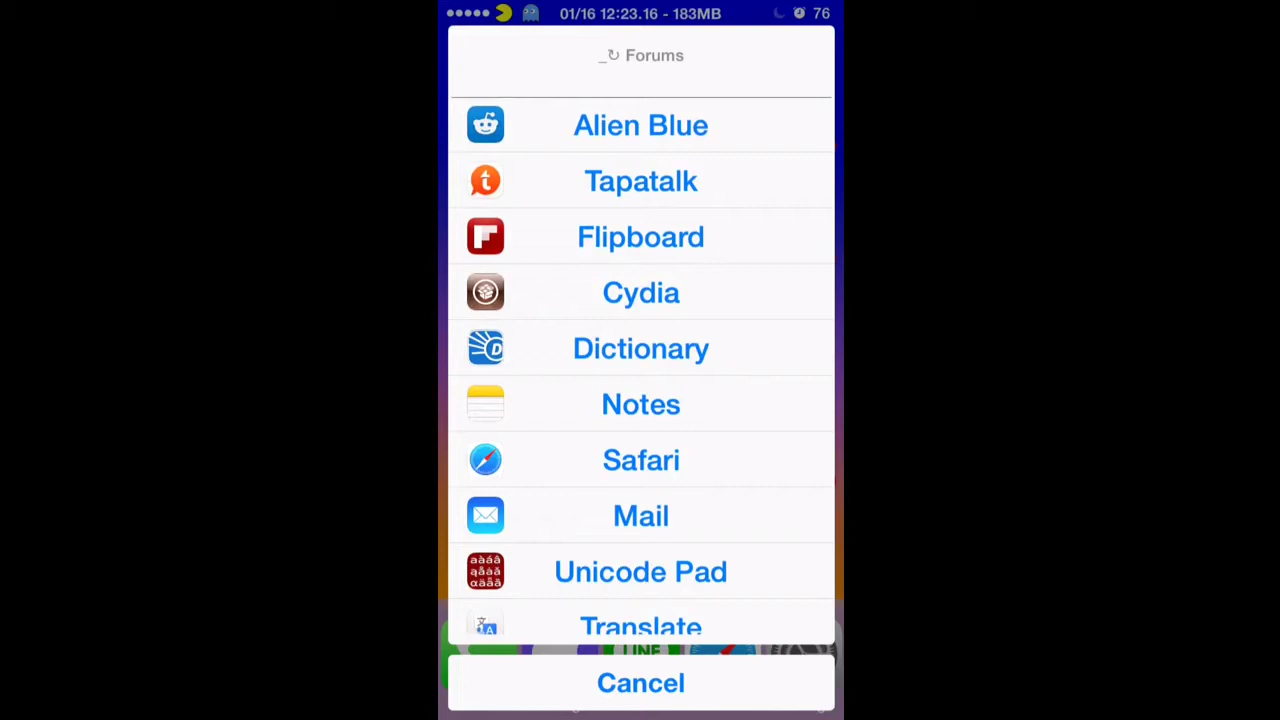 01/16 12:23.16 - 183MB 76
_↻ Forums
Alien Blue
Tapatalk
Flipboard
Cydia
Dictionary
Notes
Safari
Mail
Unicode Pad
Translate
LINE
Cancel